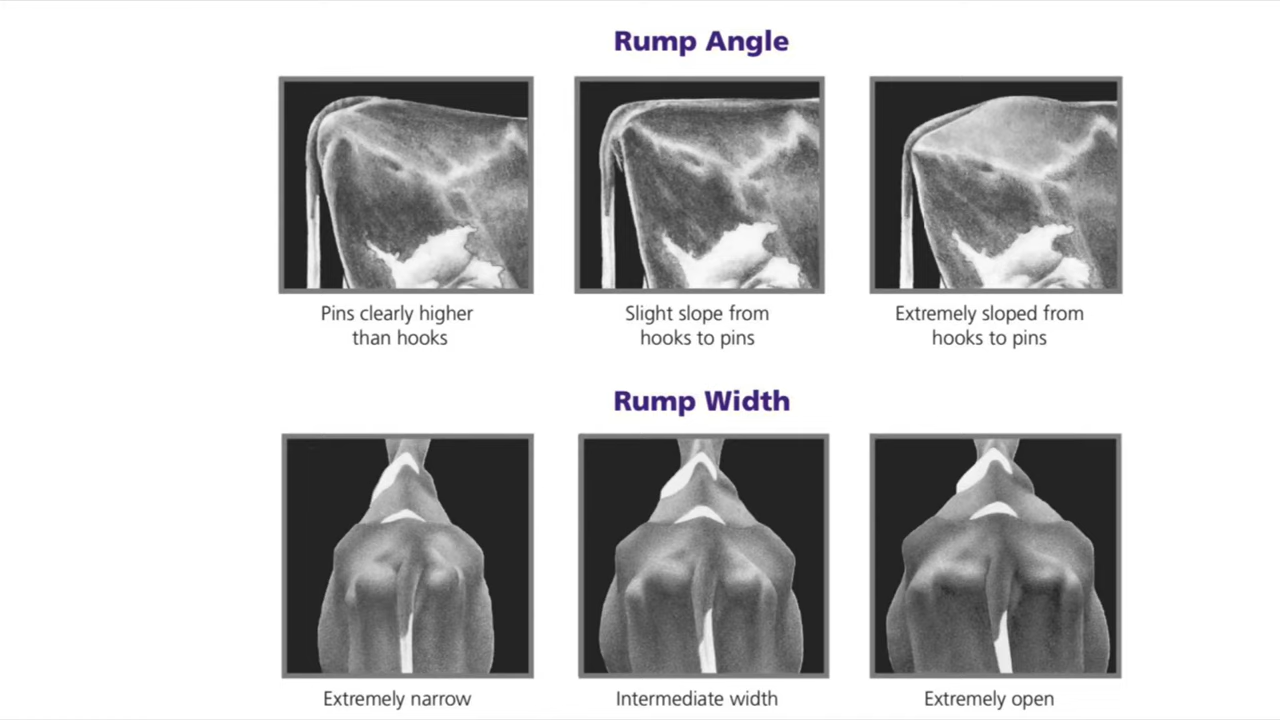 Rump Angle
Pins clearly higher
than hooks
Slight slope from
hooks to pins
Extremely sloped from
hooks to pins
Rump Width
Extremely narrow
Intermediate width
Extremely open